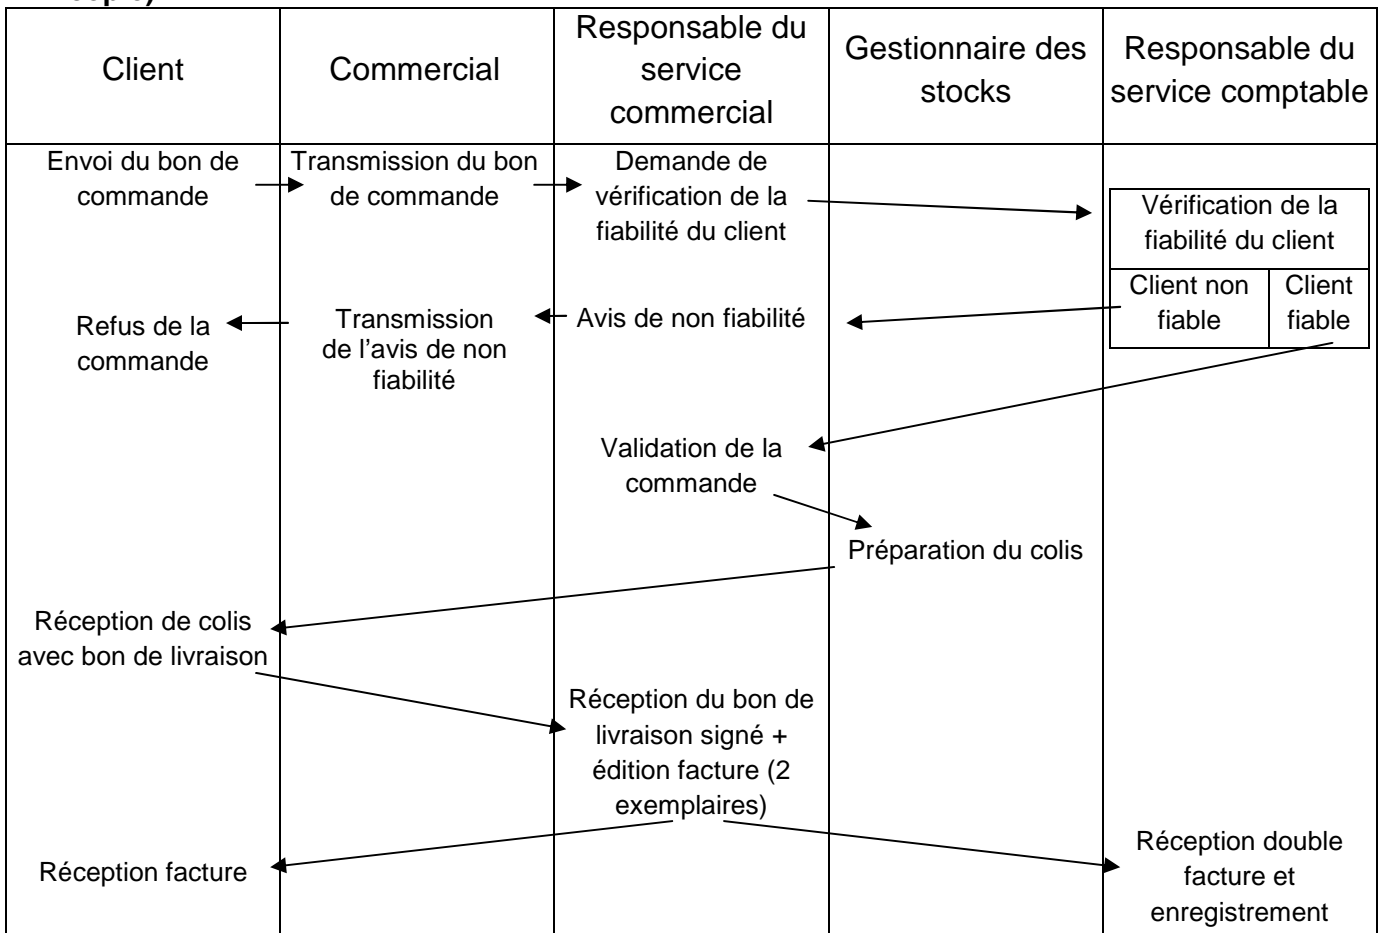 Client
Commercial
Responsable du
service
commercial
Gestionnaire des
stocks
Responsable du
service comptable
Envoi du bon de
commande
Transmission du bon
de commande
Demande de
vérification de la
fiabilité du client
Vérification de la
fiabilité du client
Client non
fiable
Client
fiable
Avis de non fiabilité
Transmission
de l'avis de non
fiabilité
Refus de la
commande
Validation de la
commande
Préparation du colis
Réception de colis
avec bon de livraison
Réception du bon de
livraison signé +
édition facture (2
exemplaires)
Réception facture
Réception double
facture et
enregistrement